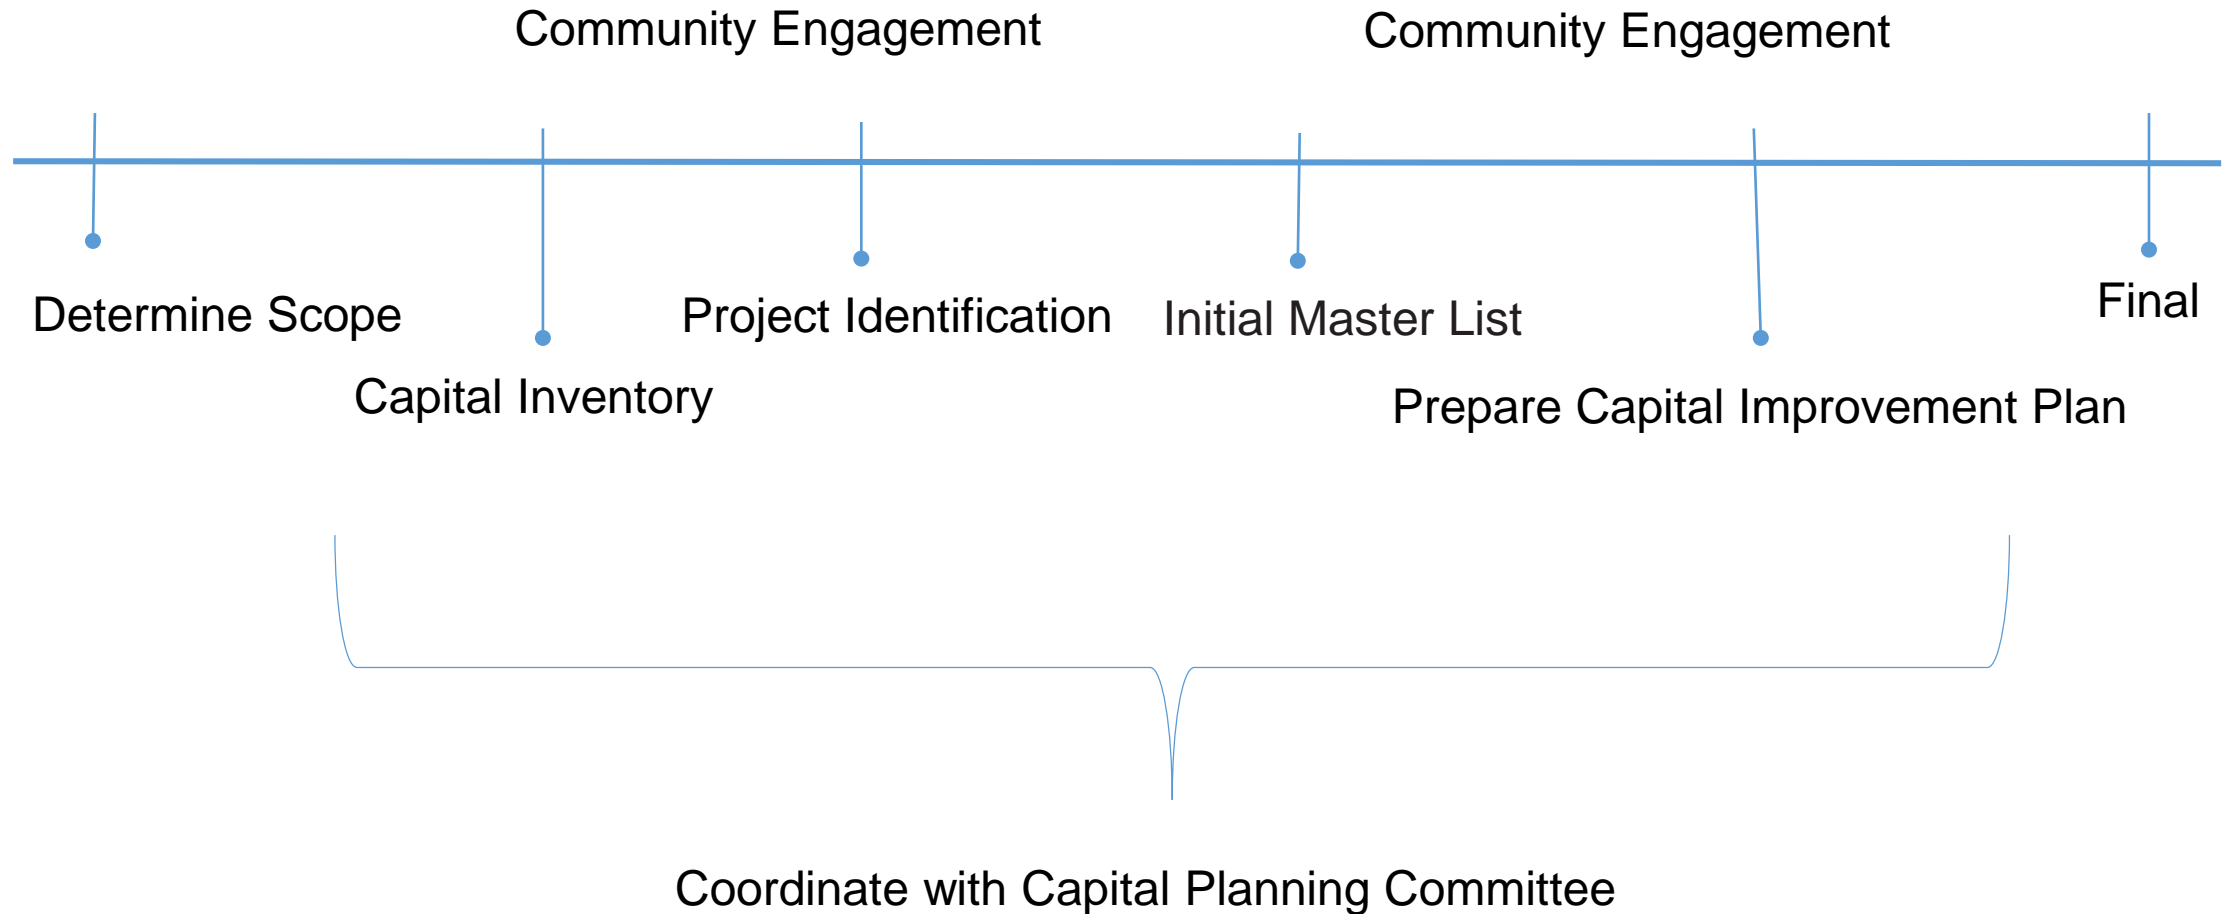 Community Engagement
Community Engagement
Determine Scope
Capital Inventory
Project Identification
Initial Master List
Prepare Capital Improvement Plan
Final
Coordinate with Capital Planning Committee